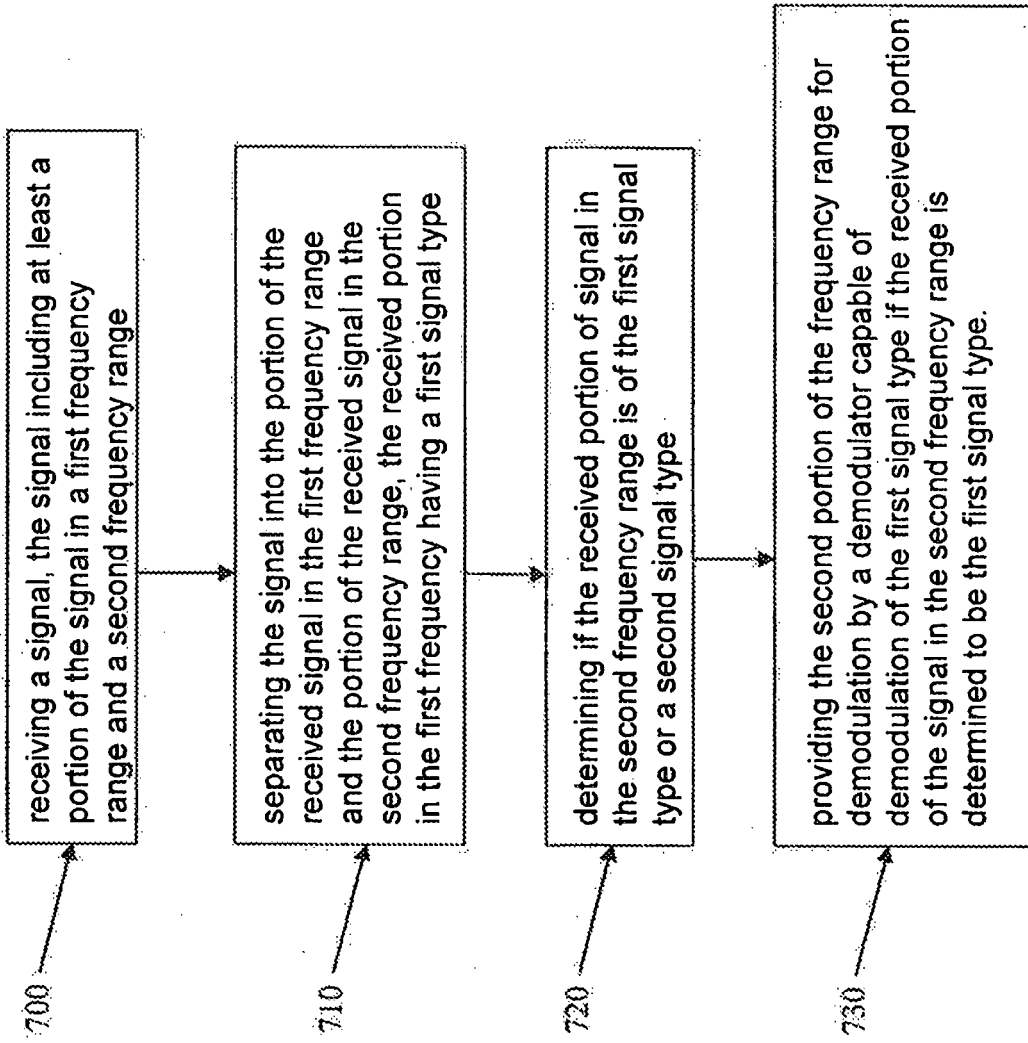 700
receiving a signal, the signal including at least a
portion of the signal in a first frequency
range and a second frequency range
710
separating the signal into the portion of the
received signal in the first frequency range
and the portion of the received signal in the
second frequency range, the received portion
in the first frequency having a first signal type
720
determining if the received portion of signal in
the second frequency range is of the first signal
type or a second signal type
730
providing the second portion of the frequency range for
demodulation by a demodulator capable of
demodulation of the first signal type if the received portion
of the signal in the second frequency range is
determined to be the first signal type.